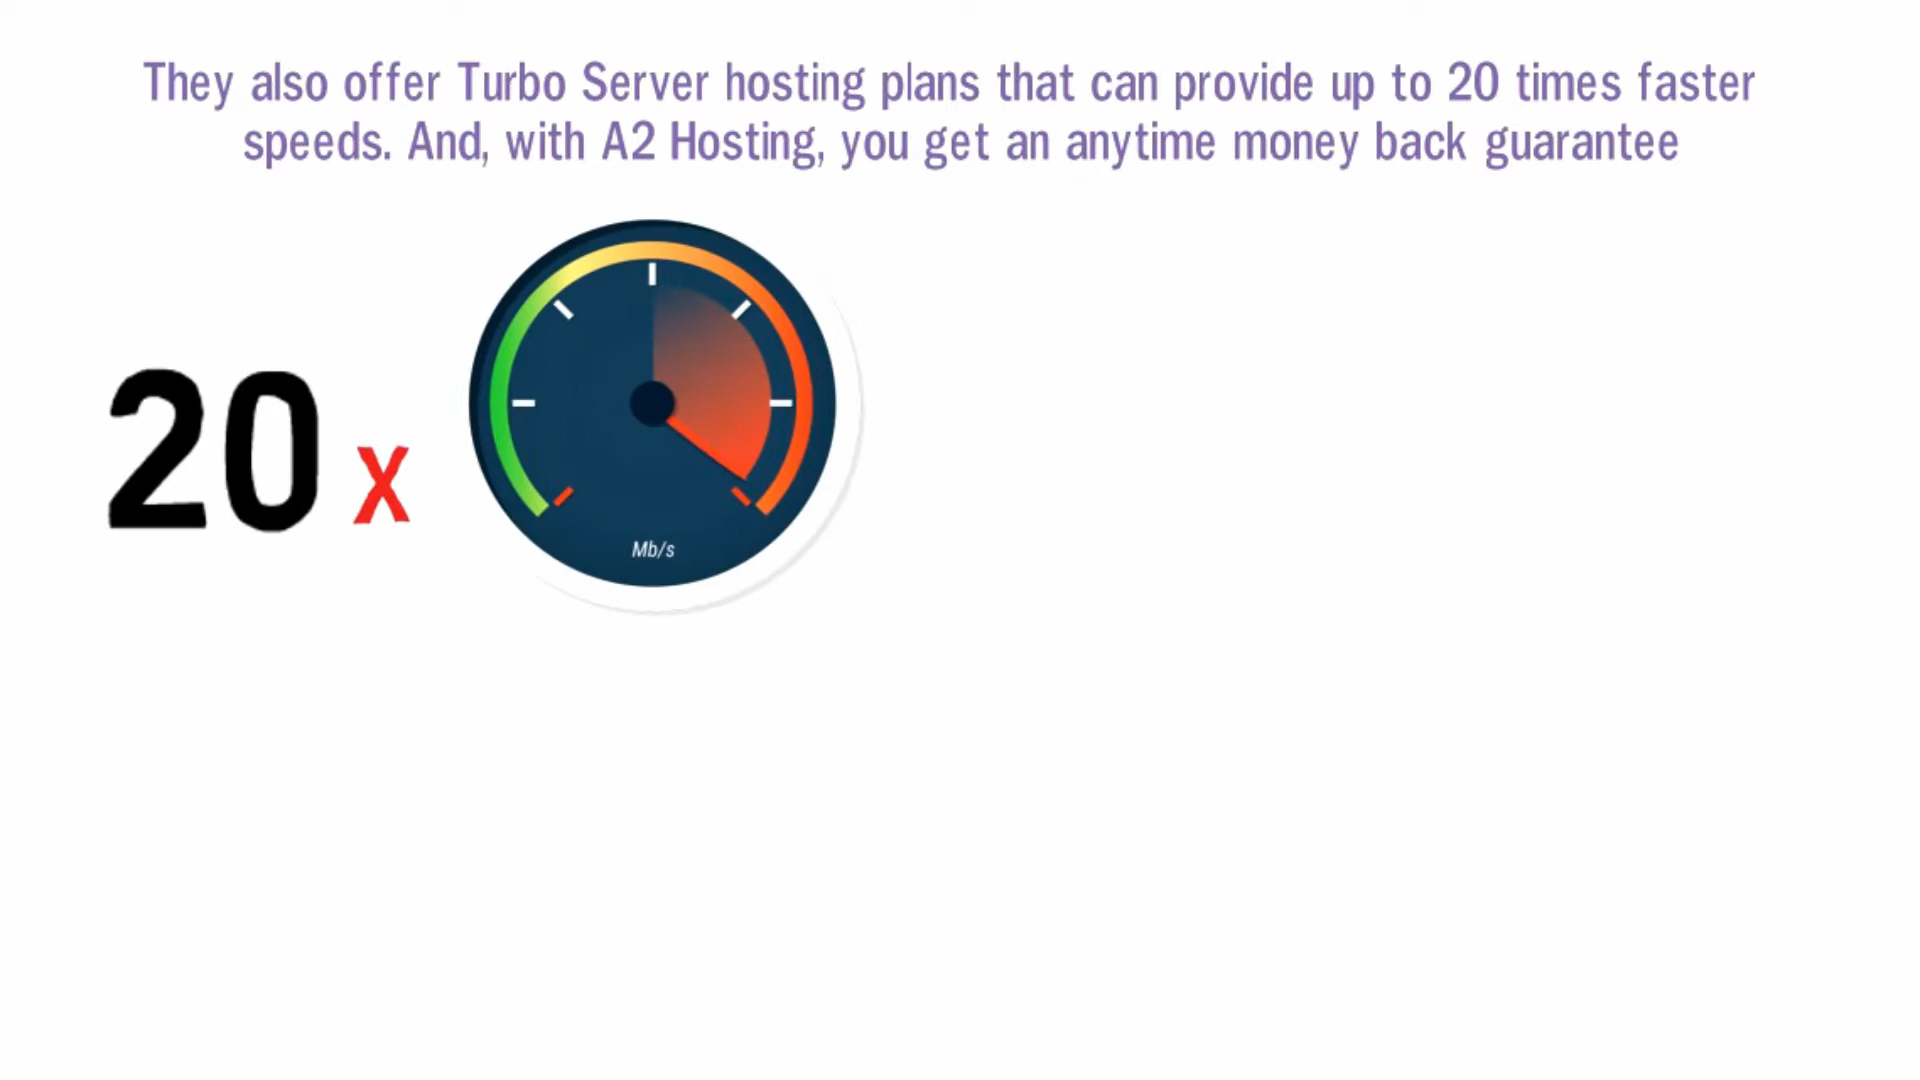 They also offer Turbo Server hosting plans that can provide up to 20 times faster
speeds. And, with A2 Hosting, you get an anytime money back guarantee
20 x
Mb/s